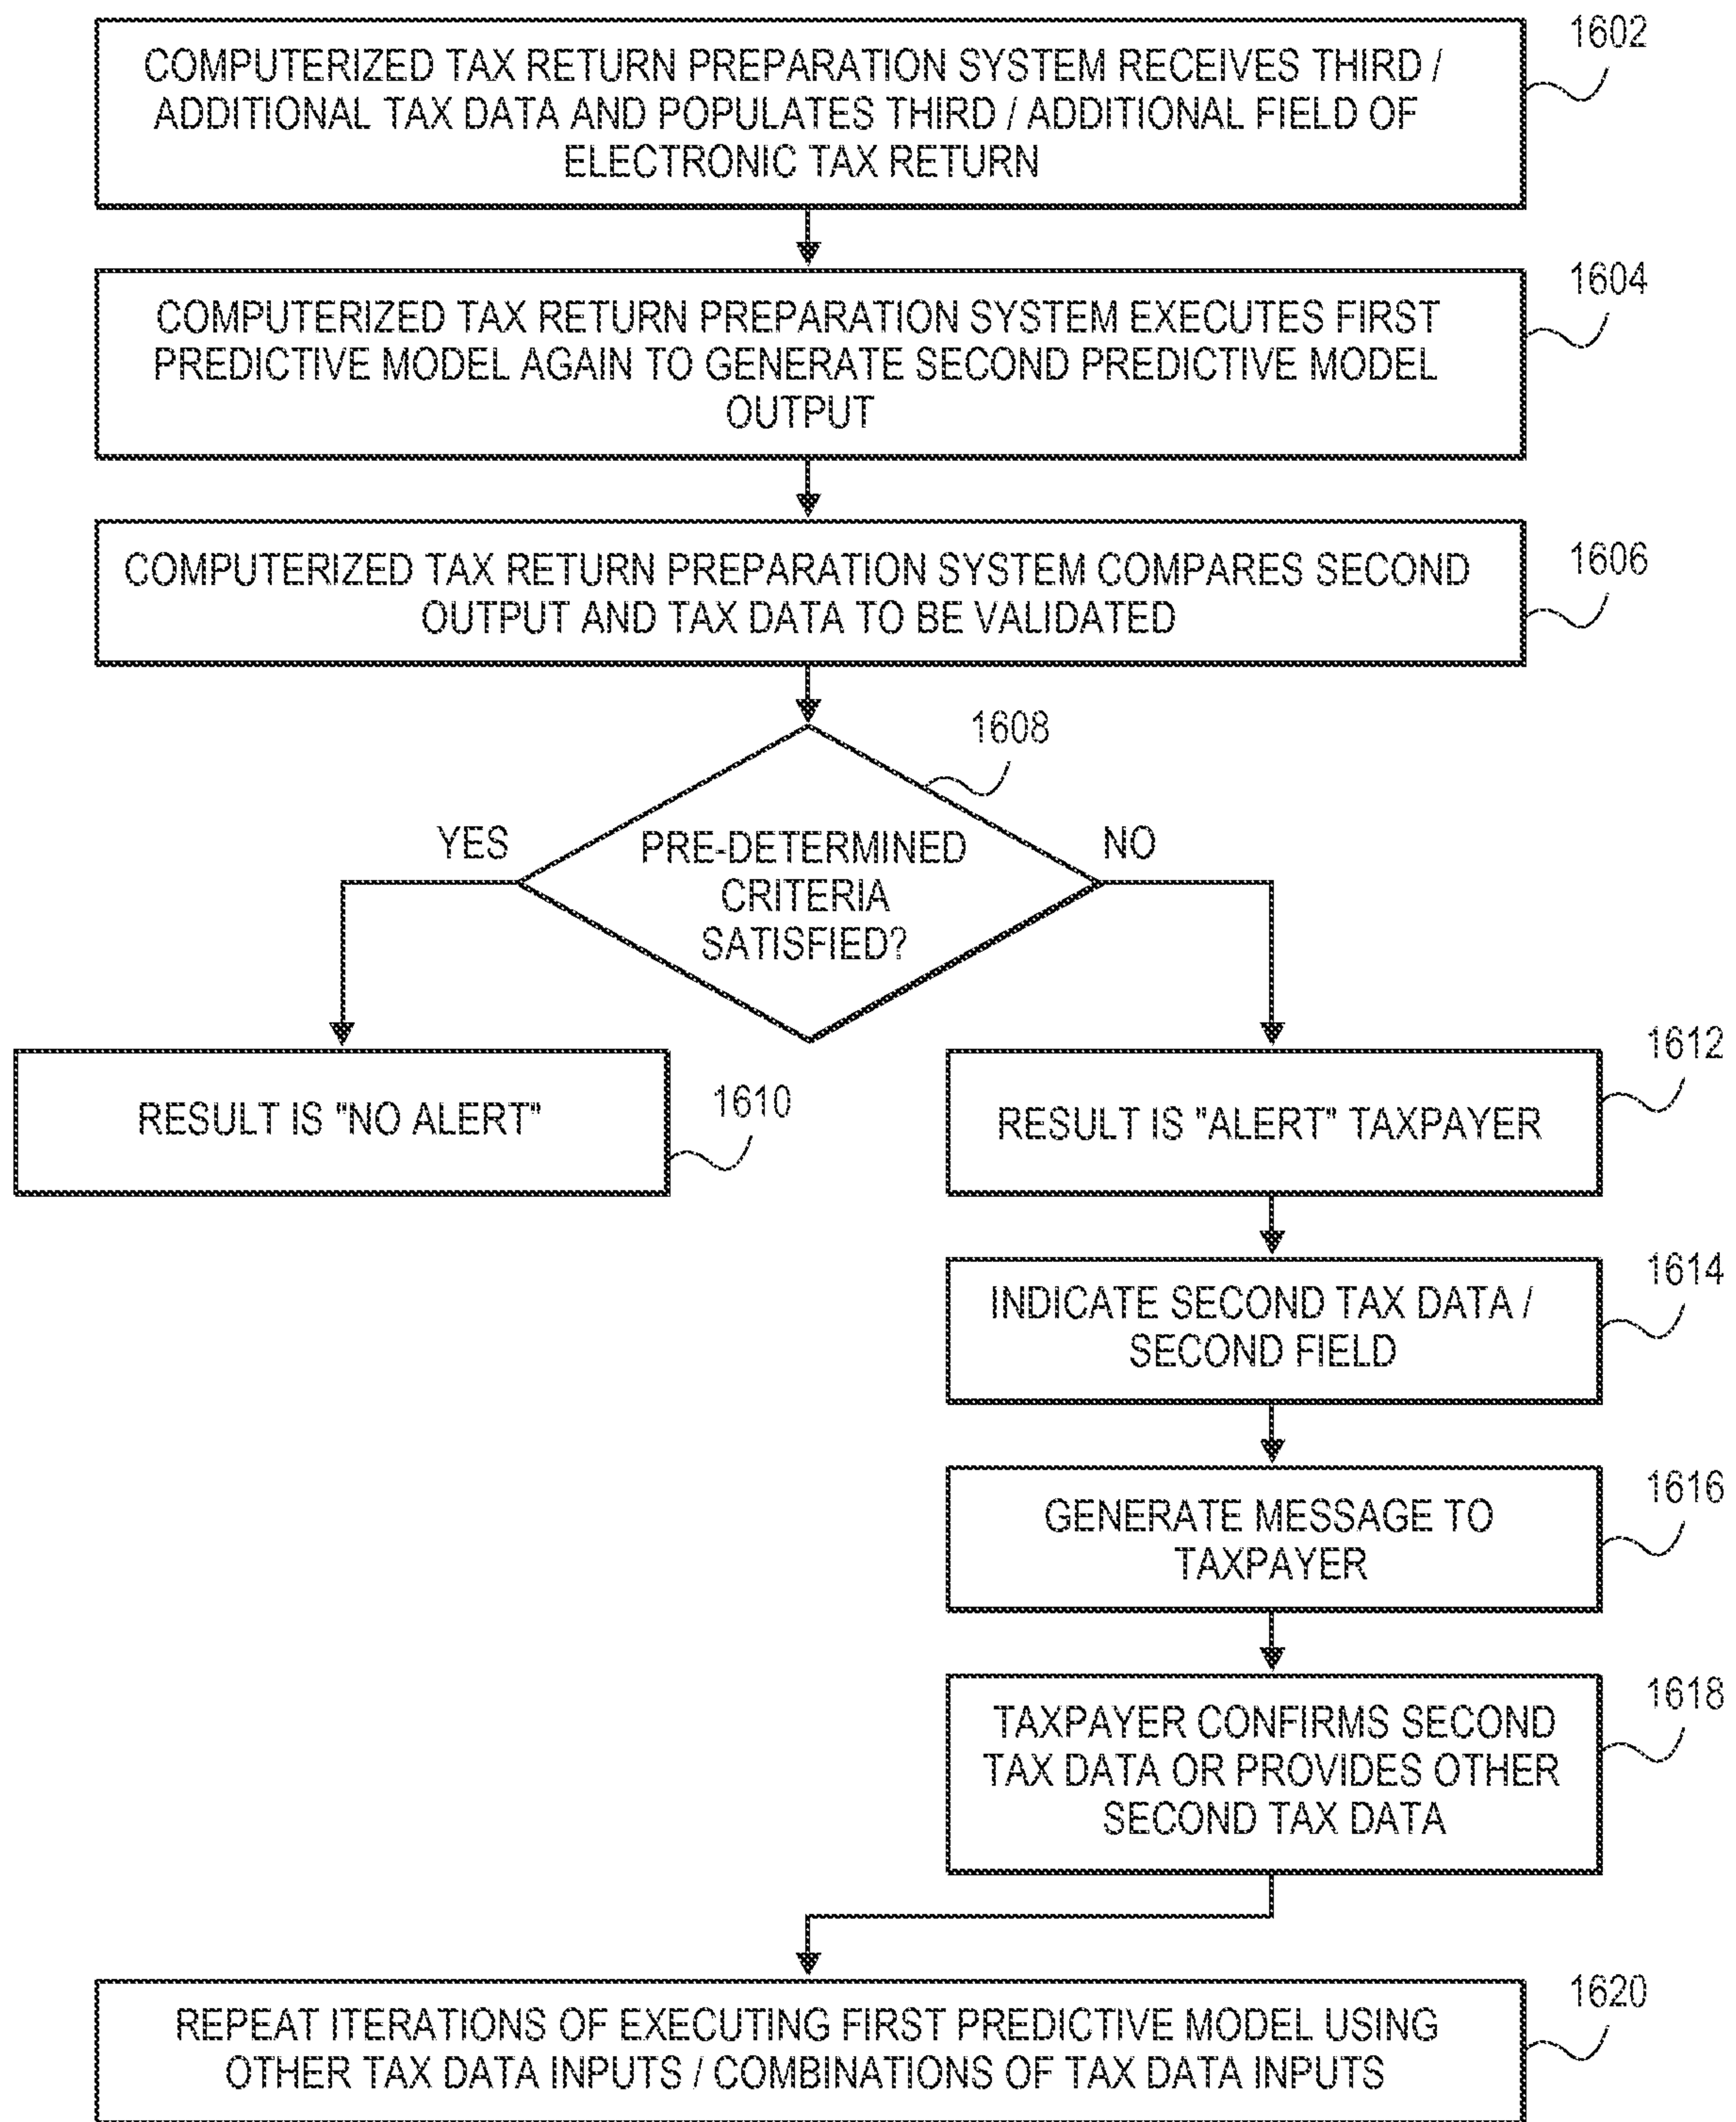 1602
COMPUTERIZED TAX RETURN PREPARATION SYSTEM RECEIVES THIRD /
ADDITIONAL TAX DATA AND POPULATES THIRD / ADDITIONAL FIELD OF
ELECTRONIC TAX RETURN
1604
COMPUTERIZED TAX RETURN PREPARATION SYSTEM EXECUTES FIRST
PREDICTIVE MODEL AGAIN TO GENERATE SECOND PREDICTIVE MODEL
OUTPUT
1606
COMPUTERIZED TAX RETURN PREPARATION SYSTEM COMPARES SECOND
OUTPUT AND TAX DATA TO BE VALIDATED
1608
YES
PRE-DETERMINED
CRITERIA
SATISFIED?
NO
RESULT IS "NO ALERT"
1610
1612
RESULT IS "ALERT" TAXPAYER
1614
INDICATE SECOND TAX DATA /
SECOND FIELD
1616
GENERATE MESSAGE TO
TAXPAYER
1618
TAXPAYER CONFIRMS SECOND
TAX DATA OR PROVIDES OTHER
SECOND TAX DATA
1620
REPEAT ITERATIONS OF EXECUTING FIRST PREDICTIVE MODEL USING
OTHER TAX DATA INPUTS / COMBINATIONS OF TAX DATA INPUTS